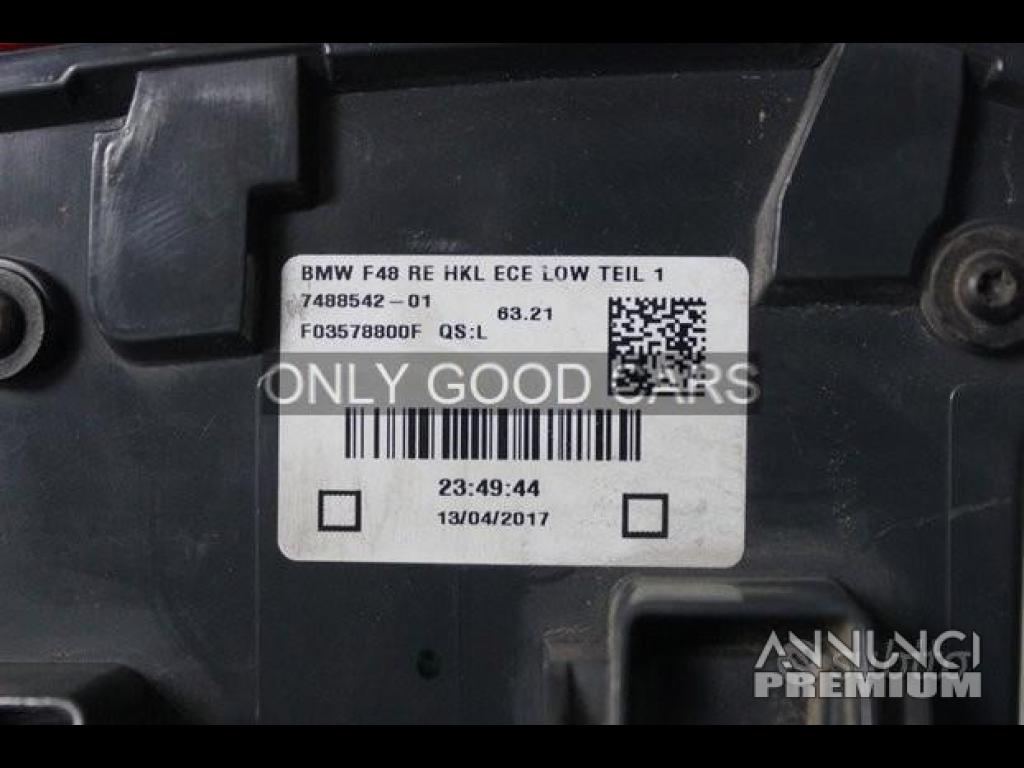 BMW F48 RE HKL ECE LOW TEIL 1
7488542-01
63.21
F03578800F QS:L
ONLY GOOD CARS
23:49:44
13/04/2017
ANNUNCI
PREMIUM